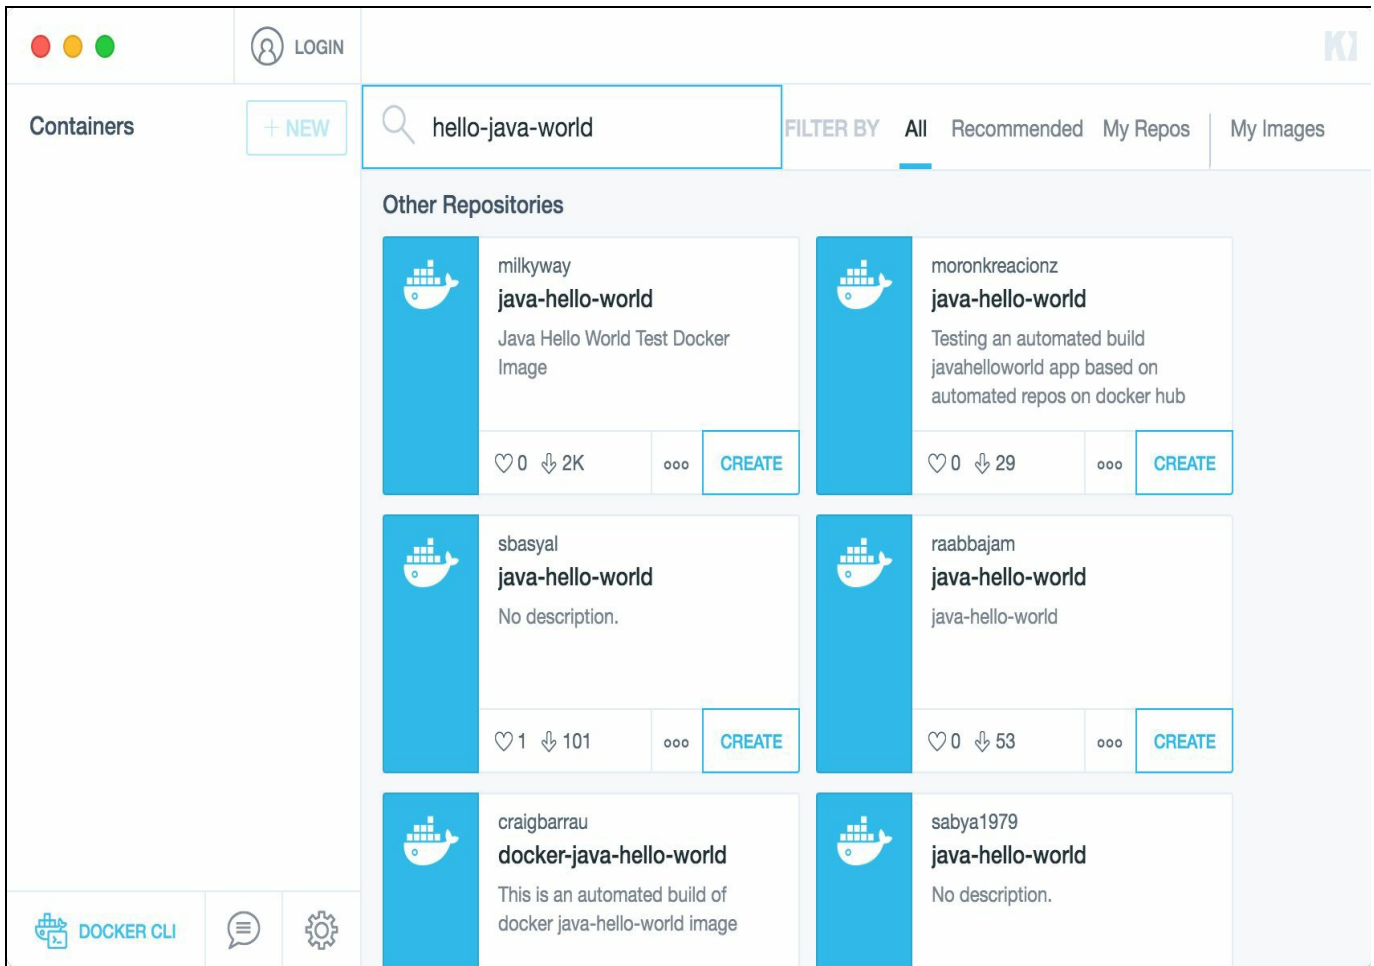 LOGIN
Containers
+ NEW
hello-java-world
FILTER BY All Recommended My Repos My Images
Other Repositories
milkyway
java-hello-world
Java Hello World Test Docker
Image
0 2K
CREATE
moronkreacionz
java-hello-world
Testing an automated build
javahelloworld app based on
automated repos on docker hub
0 29
CREATE
sbasyal
java-hello-world
No description.
1 101
CREATE
raabbajam
java-hello-world
java-hello-world
0 53
CREATE
craigbarrau
docker-java-hello-world
This is an automated build of
docker java-hello-world image
sabya1979
java-hello-world
No description.
DOCKER CLI